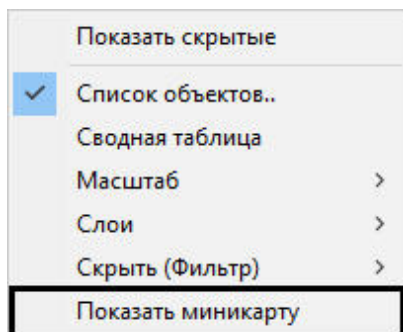 Показать скрытые
Список объектов..
Сводная таблица
Масштаб
Слои
Скрыть (Фильтр)
Показать миникарту